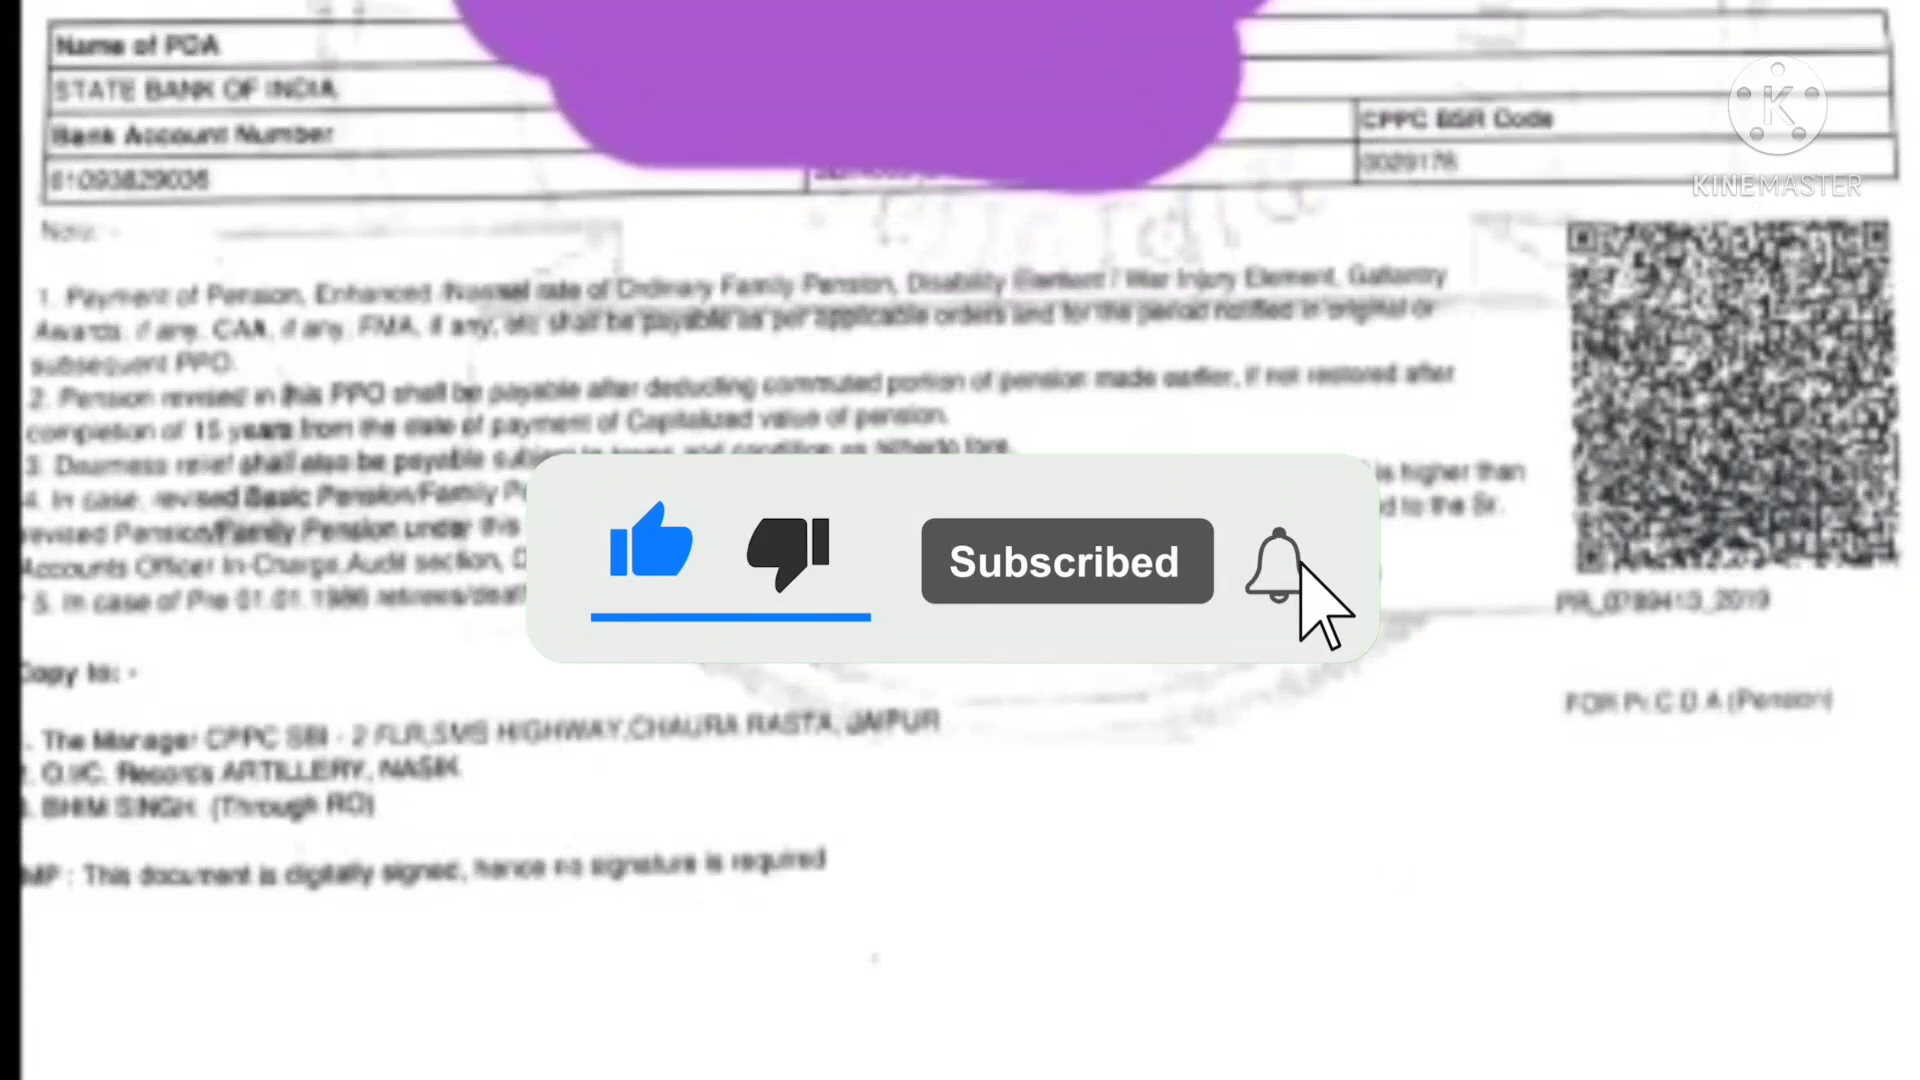 Name of PDA
STATE BANK OF INDIA
Bank Account Number
CPPC BSR Code
61093829036
0029176
KINEMASTER
Note: -
1. Payment of Pension, Enhanced /Normal rate of Ordinary Family Pension, Disability Element / War Injury Element, Gallantry
Awards, if any, CAA, if any, FMA, if any, etc shall be payable as per applicable orders and for the period notified in original or
subsequent PPO.
2. Pension revised in this PPO shall be payable after deducting commuted portion of pension made earlier, if not restored after
completion of 15 years from the date of payment of Capitalized value of pension.
3. Dearness relief shall also be payable subject to terms and condition as hitherto fore.
4. In case, revised Basic Pension/Family is higher than
revised Pension/Family Pension under this d to the Sr.
Accounts Officer In-Charge,Audit section,
5. In case of Pre 01.01.1986 retirees/death
Subscribed
PR_0789413_2019
FOR Pr.C.D.A (Pension)
Copy to: -
. The Manager CPPC SBI - 2 FLR,SMS HIGHWAY,CHAURA RASTA, JAIPUR
. O.I/C. Records ARTILLERY, NASIK
. BHIM SINGH (Through RO)
MP : This document is digitally signed, hence no signature is required